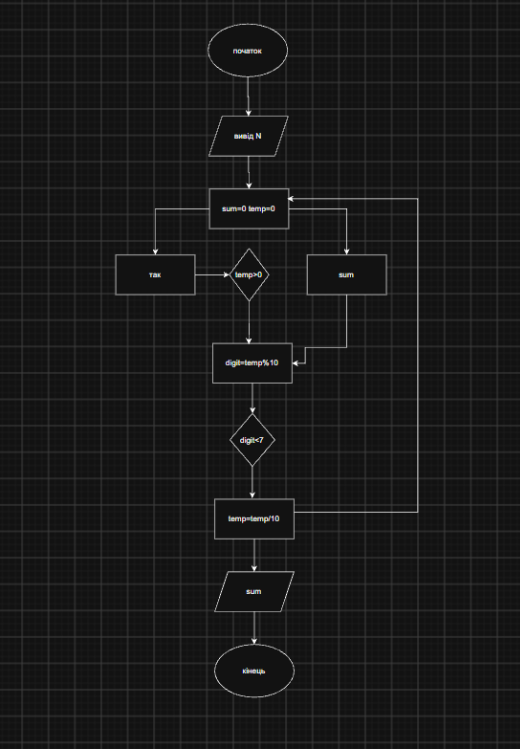 початок
вивід N
sum=0 temp=0
так
temp>0
sum
digit=temp%10
digit<7
temp=temp/10
sum
кінець